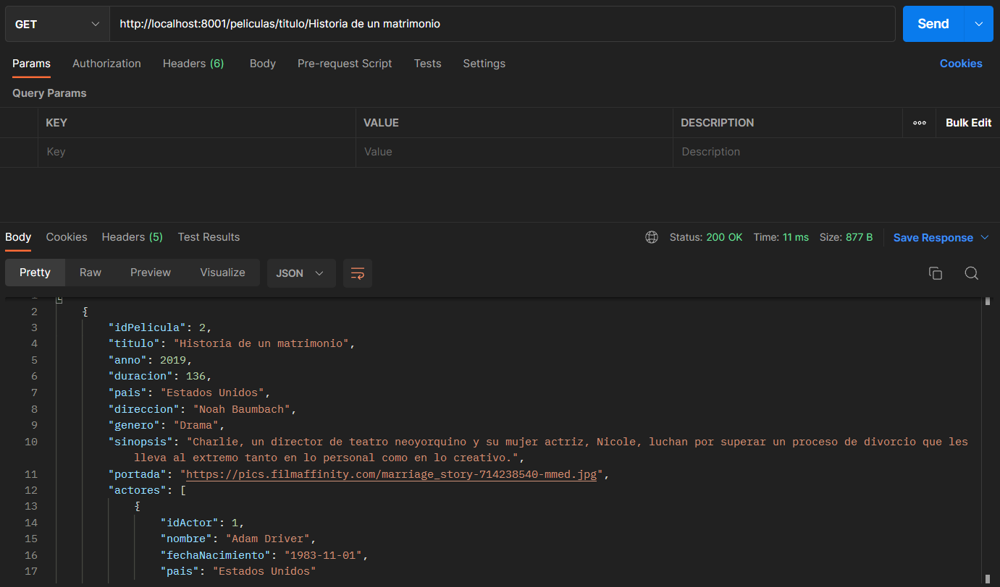 GET http://localhost:8001/peliculas/titulo/Historia de un matrimonio Send
Params Authorization Headers (6) Body Pre-request Script Tests Settings Cookies
Query Params
KEY VALUE DESCRIPTION ooo Bulk Edit
Key Value Description
Body Cookies Headers (5) Test Results Status: 200 OK Time: 11 ms Size: 877 B Save Response
Pretty Raw Preview Visualize JSON
1 [
2 {
3 "idPelicula": 2,
4 "titulo": "Historia de un matrimonio",
5 "anno": 2019,
6 "duracion": 136,
7 "pais": "Estados Unidos",
8 "direccion": "Noah Baumbach",
9 "genero": "Drama",
10 "sinopsis": "Charlie, un director de teatro neoyorquino y su mujer actriz, Nicole, luchan por superar un proceso de divorcio que les
lleva al extremo tanto en lo personal como en lo creativo.",
11 "portada": "https://pics.filmaffinity.com/marriage_story-714238540-mmed.jpg",
12 "actores": [
13 {
14 "idActor": 1,
15 "nombre": "Adam Driver",
16 "fechaNacimiento": "1983-11-01",
17 "pais": "Estados Unidos"